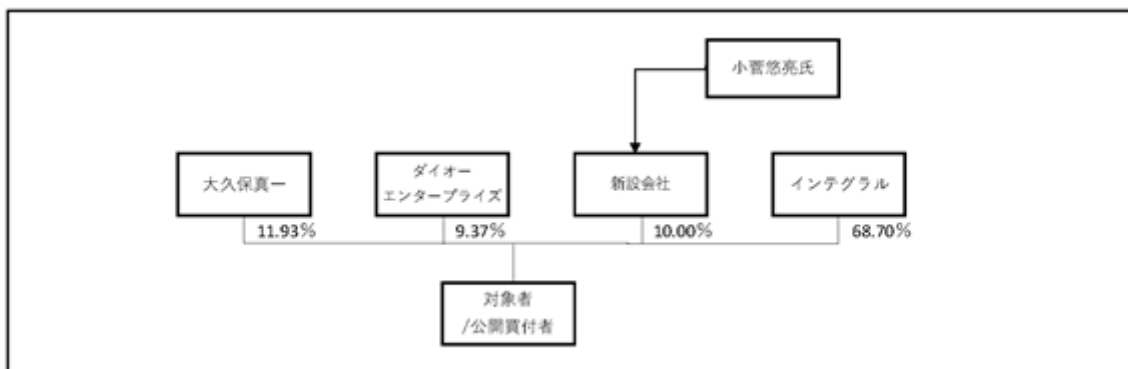 小菅悠亮氏
大久保真一
ダイオー
エンタープライズ
新設会社
インテグラル
11.93%
9.37%
10.00%
68.70%
対象者
/公開買付者